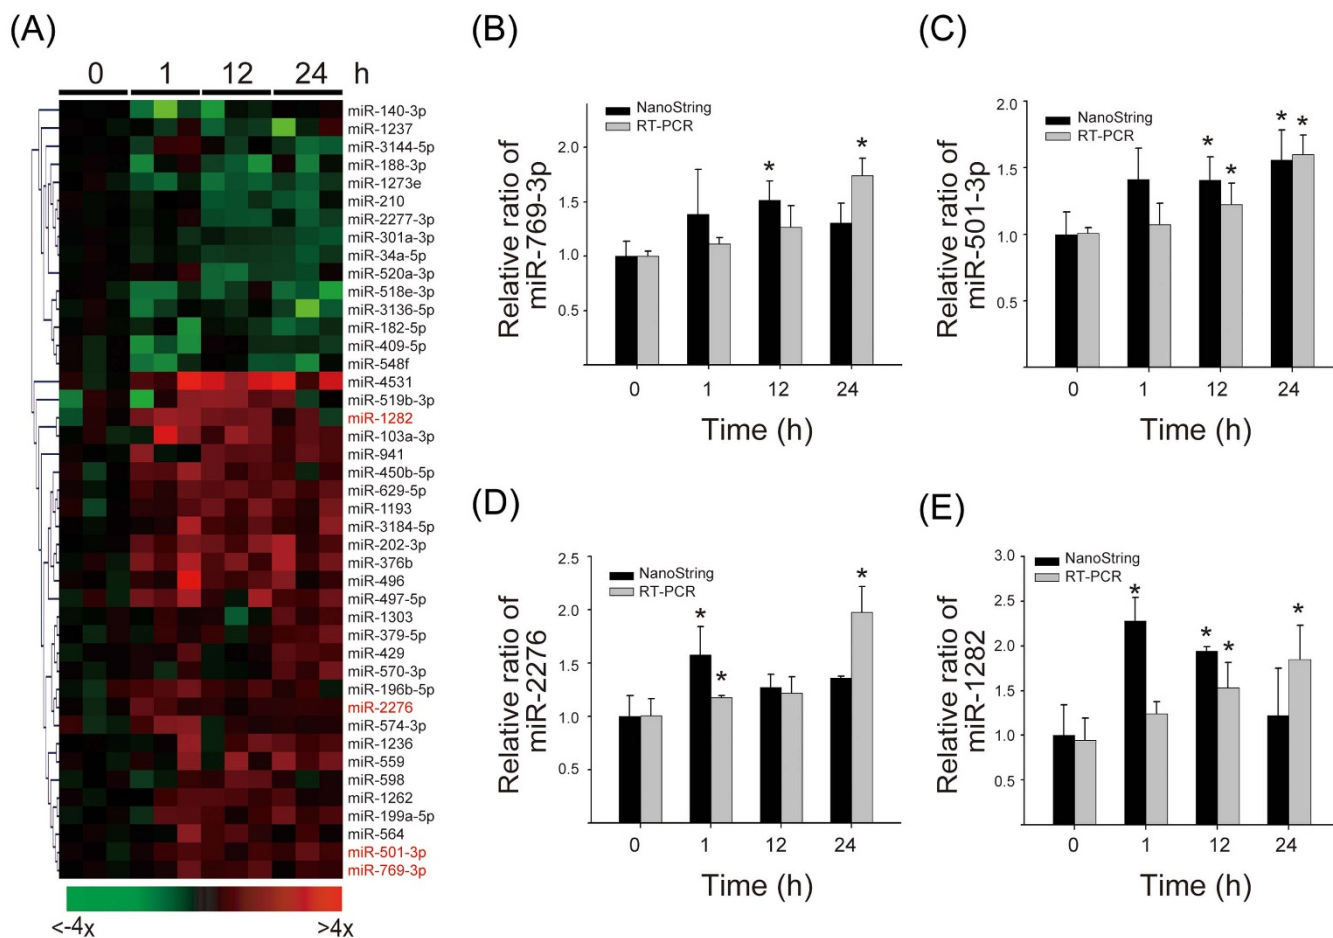 (A)
0 1 12 24 h
miR-140-3p
miR-1237
miR-3144-5p
miR-188-3p
miR-1273e
miR-210
miR-2277-3p
miR-301a-3p
miR-34a-5p
miR-520a-3p
miR-518e-3p
miR-3136-5p
miR-182-5p
miR-409-5p
miR-548f
miR-4531
miR-519b-3p
miR-1282
miR-103a-3p
miR-941
miR-450b-5p
miR-629-5p
miR-1193
miR-3184-5p
miR-202-3p
miR-376b
miR-496
miR-497-5p
miR-1303
miR-379-5p
miR-429
miR-570-3p
miR-196b-5p
miR-2276
miR-574-3p
miR-1236
miR-559
miR-598
miR-1262
miR-199a-5p
miR-564
miR-501-3p
miR-769-3p
<-4x >4x
(B)
Relative ratio of
miR-769-3p
2.0
1.5
1.0
0.5
NanoString
RT-PCR
* *
0 1 12 24
Time (h)
(C)
Relative ratio of
miR-501-3p
2.0
1.5
1.0
0.5
NanoString
RT-PCR
* * * *
0 1 12 24
Time (h)
(D)
Relative ratio of
miR-2276
2.5
2.0
1.5
1.0
0.5
NanoString
RT-PCR
* * *
0 1 12 24
Time (h)
(E)
Relative ratio of
miR-1282
3.0
2.5
2.0
1.5
1.0
0.5
NanoString
RT-PCR
* * * *
0 1 12 24
Time (h)